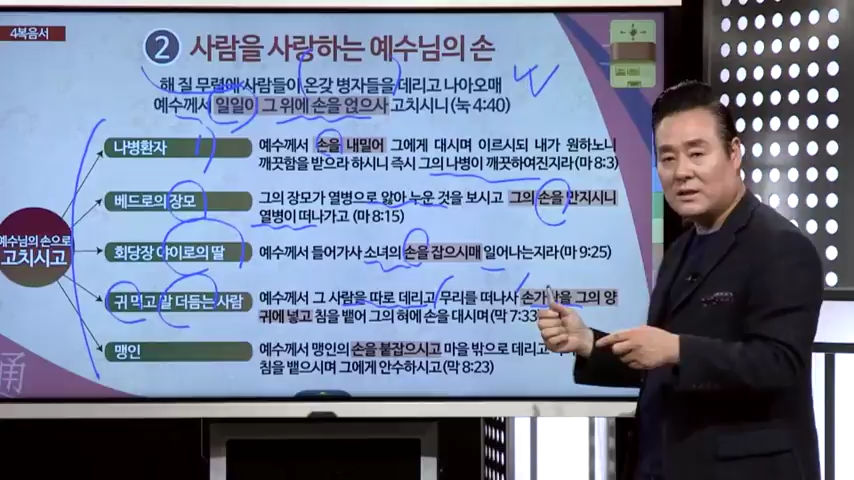 4복음서
2 사람을 사랑하는 예수님의 손
해 질 무렵에 사람들이 온갖 병자들을 데리고 나아오매
예수께서 일일이 그 위에 손을 얹으사 고치시니 (눅 4:40)
나병환자
예수께서 손을 내밀어 그에게 대시며 이르시되 내가 원하노니
깨끗함을 받으라 하시니 즉시 그의 나병이 깨끗하여진지라 (마 8:3)
베드로의 장모
그의 장모가 열병으로 앓아 누운 것을 보시고 그의 손을 만지시니
열병이 떠나가고 (마 8:15)
예수님의 손으로
고치시고
회당장 야이로의 딸
예수께서 들어가사 소녀의 손을 잡으시매 일어나는지라(마 9:25)
귀 먹고 말 더듬는 사람
예수께서 그 사람을 따로 데리고 무리를 떠나사 손가락을 그의 양
귀에 넣고 침을 뱉어 그의 혀에 손을 대시며(막 7:33
맹인
예수께서 맹인의 손을 붙잡으시고 마을 밖으로 데리고
침을 뱉으시며 그에게 안수하시고 (막 8:23)
通